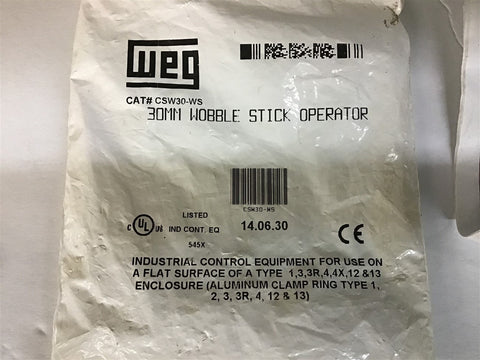 weg
CAT# CSW30-WS
30MM WOBBLE STICK OPERATOR
CSW30-WS
LISTED
14.06.30
C UL US
IND CONT. EQ
CE
545X
INDUSTRIAL CONTROL EQUIPMENT FOR USE ON
A FLAT SURFACE OF A TYPE 1,3,3R,4,4X,12 &13
ENCLOSURE (ALUMINUM CLAMP RING TYPE 1,
2, 3, 3R, 4, 12 & 13)